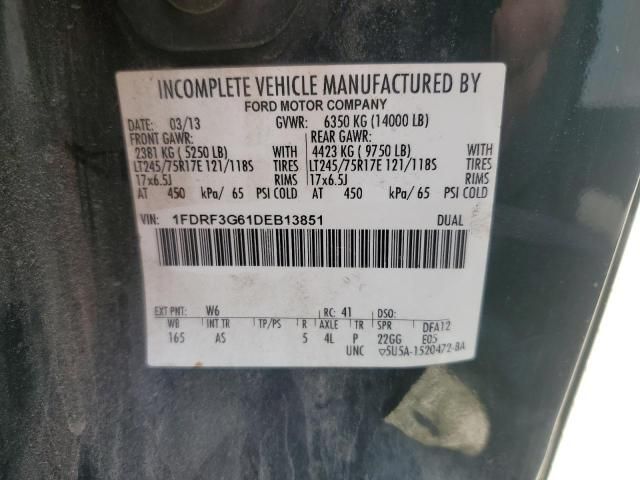 INCOMPLETE VEHICLE MANUFACTURED BY
FORD MOTOR COMPANY
DATE: 03/13 GVWR: 6350 KG (14000 LB)
FRONT GAWR: REAR GAWR:
2381 KG (5250 LB) WITH 4423 KG (9750 LB) WITH
LT245/75R17E 121/118S TIRES LT245/75R17E 121/118S TIRES
17x6.5J RIMS 17x6.5J RIMS
AT 450 kPa/ 65 PSI COLD AT 450 kPa/ 65 PSI COLD
VIN: 1FDRF3G61DEB13851 DUAL
EXT PNT: W6 RC: 41 DSO:
WB INT TR TP/PS R AXLE TR SPR DFA12
165 AS 5 4L P 22GG E05
UNC ▽5U5A-1520472-BA